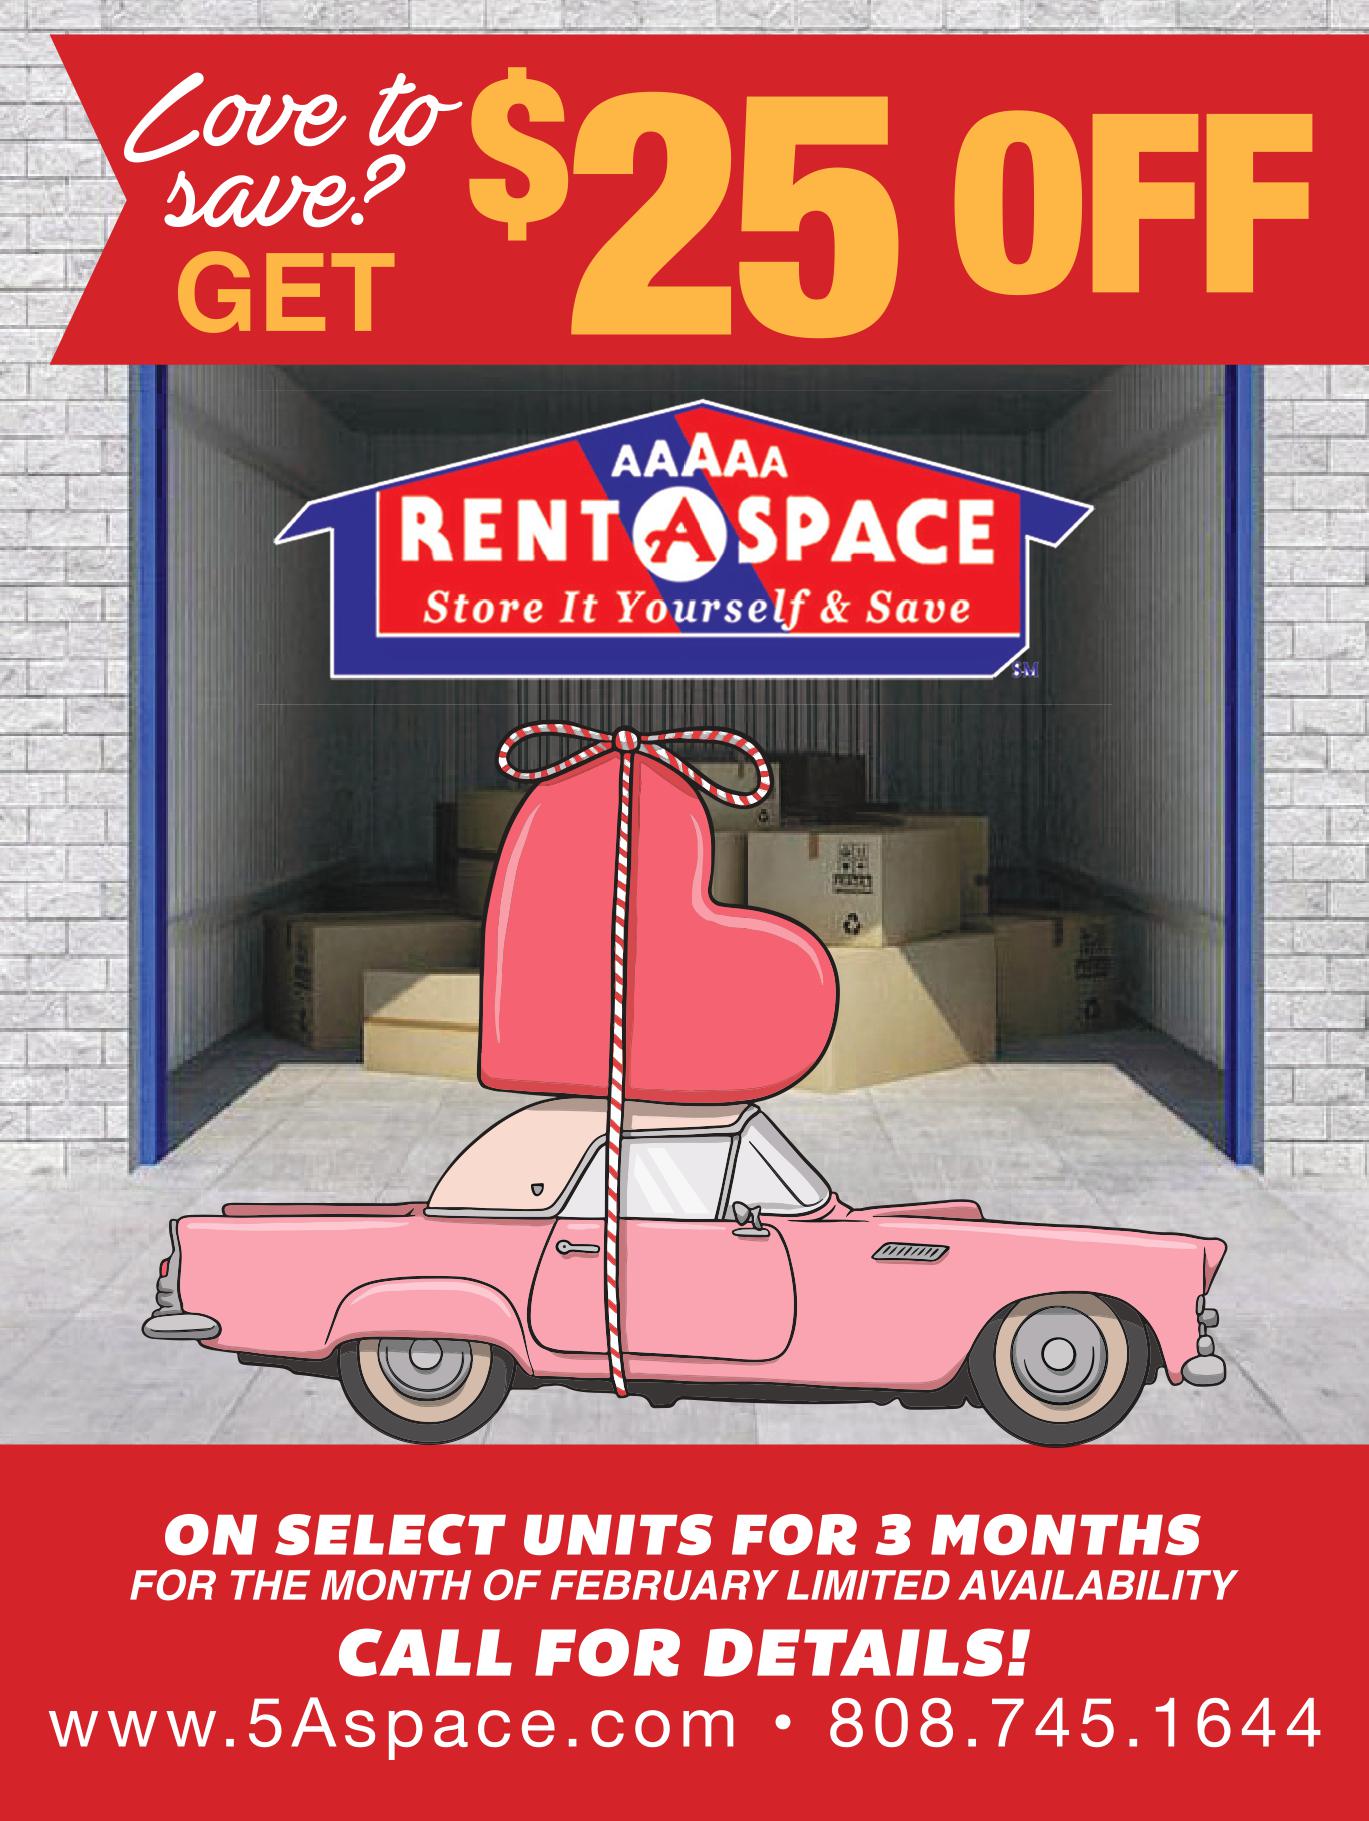 Love to
save?
GET
$25 OFF
AAAAA
RENT A SPACE
Store It Yourself & Save
SM
ON SELECT UNITS FOR 3 MONTHS
FOR THE MONTH OF FEBRUARY LIMITED AVAILABILITY
CALL FOR DETAILS!
www.5Aspace.com • 808.745.1644